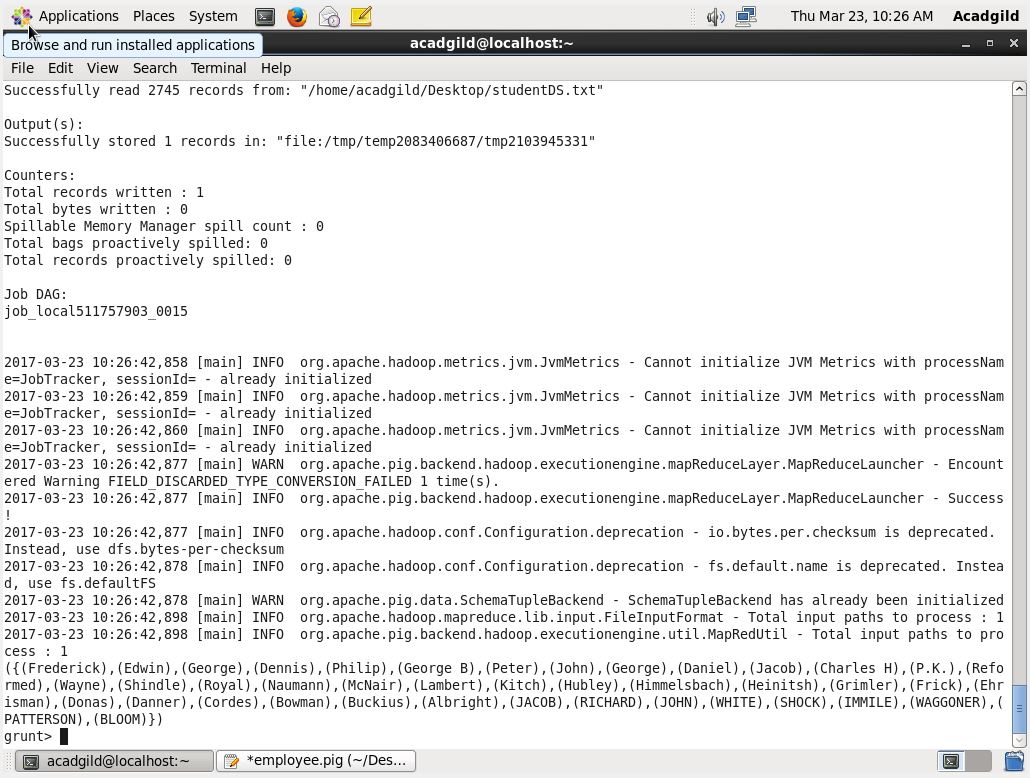 Applications Places System Thu Mar 23, 10:26 AM Acadgild
Browse and run installed applications
acadgild@localhost:~
File Edit View Search Terminal Help
Successfully read 2745 records from: "/home/acadgild/Desktop/studentDS.txt"
Output(s):
Successfully stored 1 records in: "file:/tmp/temp2083406687/tmp2103945331"
Counters:
Total records written : 1
Total bytes written : 0
Spillable Memory Manager spill count : 0
Total bags proactively spilled: 0
Total records proactively spilled: 0
Job DAG:
job_local511757903_0015
2017-03-23 10:26:42,858 [main] INFO  org.apache.hadoop.metrics.jvm.JvmMetrics - Cannot initialize JVM Metrics with processNam
e=JobTracker, sessionId= - already initialized
2017-03-23 10:26:42,859 [main] INFO  org.apache.hadoop.metrics.jvm.JvmMetrics - Cannot initialize JVM Metrics with processNam
e=JobTracker, sessionId= - already initialized
2017-03-23 10:26:42,860 [main] INFO  org.apache.hadoop.metrics.jvm.JvmMetrics - Cannot initialize JVM Metrics with processNam
e=JobTracker, sessionId= - already initialized
2017-03-23 10:26:42,877 [main] WARN  org.apache.pig.backend.hadoop.executionengine.mapReduceLayer.MapReduceLauncher - Encount
ered Warning FIELD_DISCARDED_TYPE_CONVERSION_FAILED 1 time(s).
2017-03-23 10:26:42,877 [main] INFO  org.apache.pig.backend.hadoop.executionengine.mapReduceLayer.MapReduceLauncher - Success
!
2017-03-23 10:26:42,877 [main] INFO  org.apache.hadoop.conf.Configuration.deprecation - io.bytes.per.checksum is deprecated.
Instead, use dfs.bytes-per-checksum
2017-03-23 10:26:42,878 [main] INFO  org.apache.hadoop.conf.Configuration.deprecation - fs.default.name is deprecated. Instea
d, use fs.defaultFS
2017-03-23 10:26:42,878 [main] WARN  org.apache.pig.data.SchemaTupleBackend - SchemaTupleBackend has already been initialized
2017-03-23 10:26:42,898 [main] INFO  org.apache.hadoop.mapreduce.lib.input.FileInputFormat - Total input paths to process : 1
2017-03-23 10:26:42,898 [main] INFO  org.apache.pig.backend.hadoop.executionengine.util.MapRedUtil - Total input paths to pro
cess : 1
({(Frederick),(Edwin),(George),(Dennis),(Philip),(George B),(Peter),(John),(George),(Daniel),(Jacob),(Charles H),(P.K.),(Refo
rmed),(Wayne),(Shindle),(Royal),(Naumann),(McNair),(Lambert),(Kitch),(Hubley),(Himmelsbach),(Heinitsh),(Grimler),(Frick),(Ehr
isman),(Donas),(Danner),(Cordes),(Bowman),(Buckius),(Albright),(JACOB),(RICHARD),(JOHN),(WHITE),(SHOCK),(IMMILE),(WAGGONER),(
PATTERSON),(BLOOM)})
grunt>
acadgild@localhost:~ *employee.pig (~/Des...